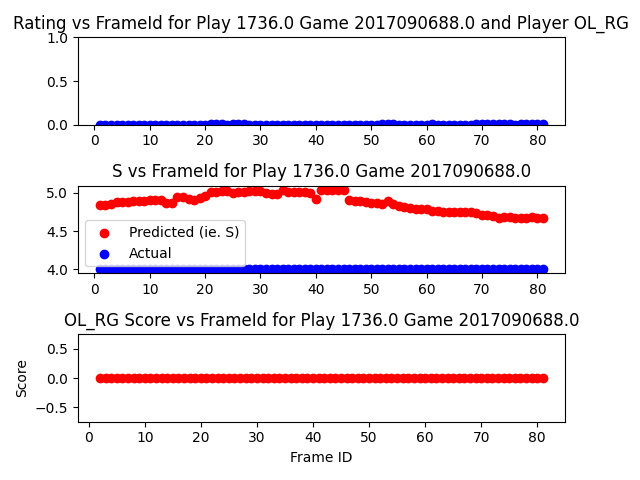 Rating vs FrameId for Play 1736.0 Game 2017090688.0 and Player OL_RG
1.0
0.5
0.0
0 10 20 30 40 50 60 70 80
S vs FrameId for Play 1736.0 Game 2017090688.0
5.0
4.5
4.0
Predicted (ie. S)
Actual
0 10 20 30 40 50 60 70 80
OL_RG Score vs FrameId for Play 1736.0 Game 2017090688.0
Score
0.5
0.0
−0.5
0 10 20 30 40 50 60 70 80
Frame ID